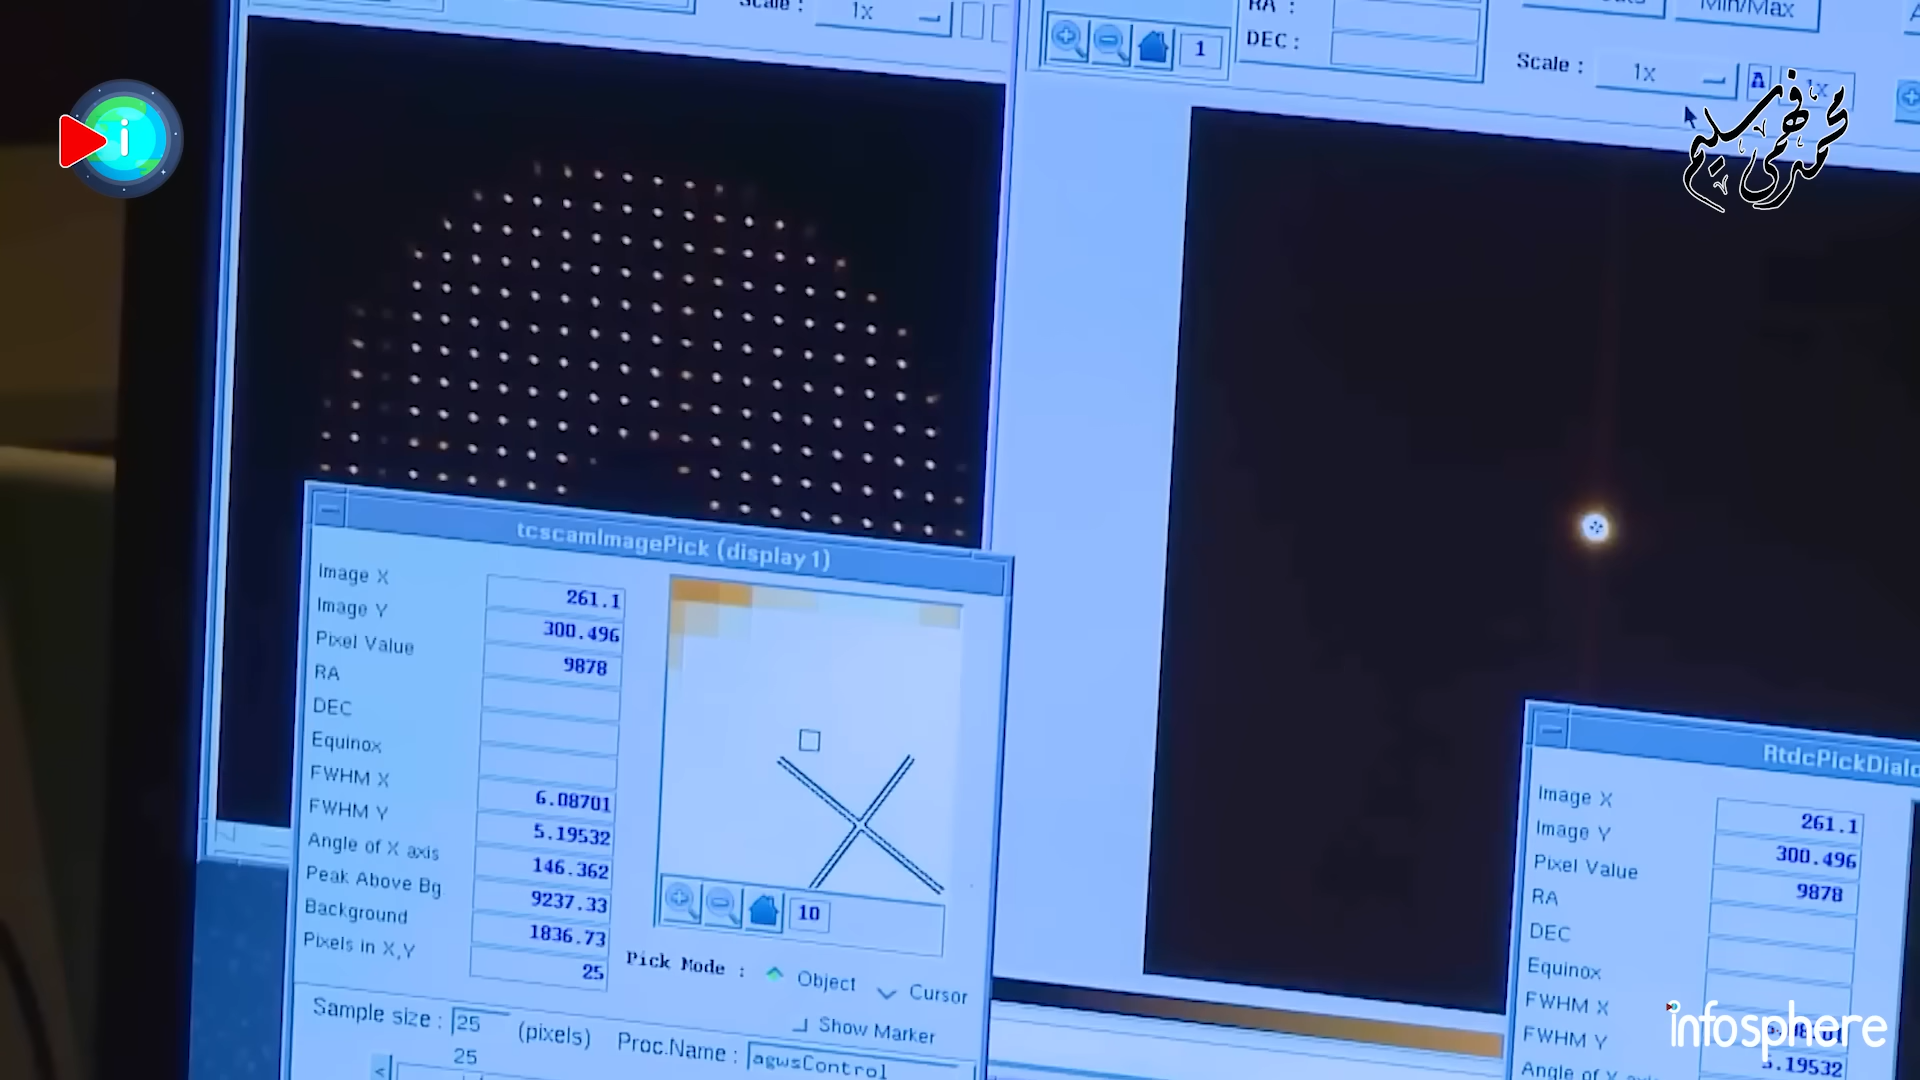 Scale :
1x
RA :
DEC :
1
Min/Max
Scale :
1x
A
1x
محمد فهمي سليم
i
tcscamImagePick (display 1)
Image X
261.1
Image Y
300.496
Pixel Value
9878
RA
DEC
Equinox
FWHM X
6.08701
FWHM Y
5.19532
Angle of X axis
146.362
Peak Above Bg.
9237.33
Background
1836.73
Pixels in X,Y
25
10
Pick Mode :
Object
Cursor
Show Marker
Sample size :
25
(pixels)
Proc.Name :
agwsControl
25
Image X
261.1
Image Y
300.496
Pixel Value
9878
RA
DEC
Equinox
FWHM X
FWHM Y
5.19532
infosphere